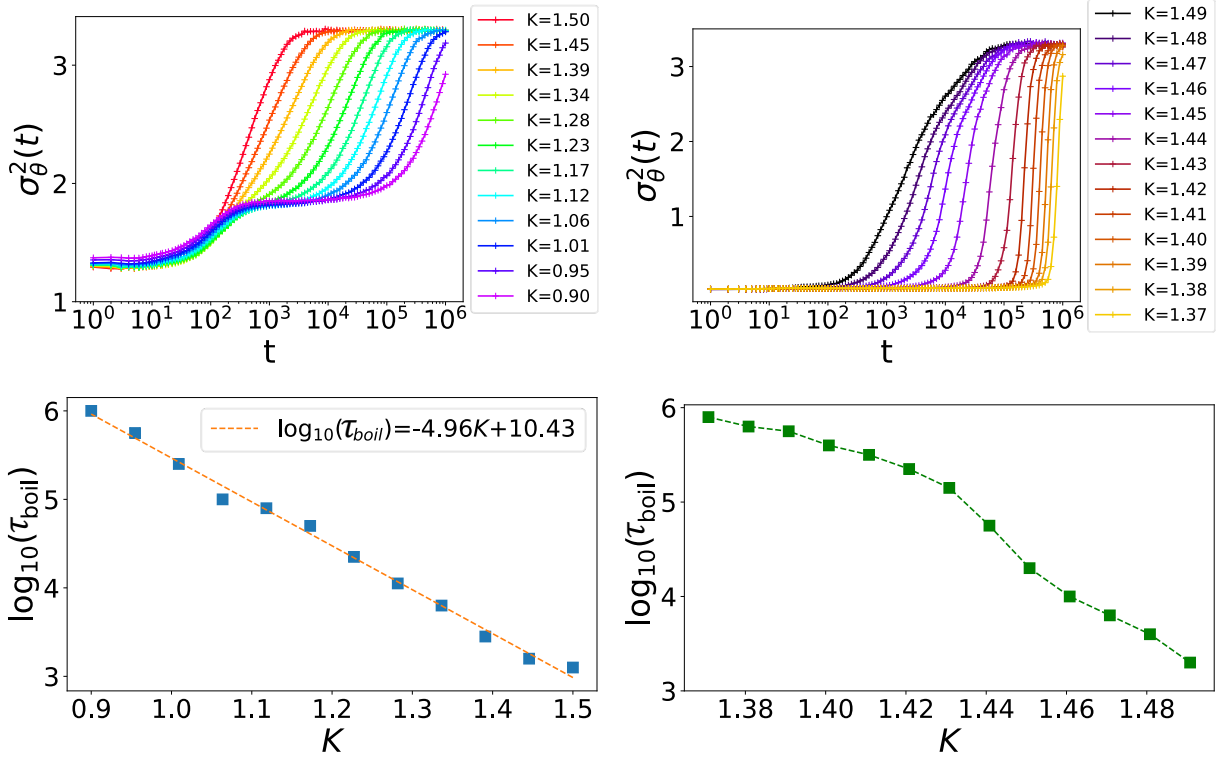 3
2
1
σ²_θ(t)
10⁰ 10¹ 10² 10³ 10⁴ 10⁵ 10⁶
t
K=1.50
K=1.45
K=1.39
K=1.34
K=1.28
K=1.23
K=1.17
K=1.12
K=1.06
K=1.01
K=0.95
K=0.90
3
2
1
σ²_θ(t)
10⁰ 10¹ 10² 10³ 10⁴ 10⁵ 10⁶
t
K=1.49
K=1.48
K=1.47
K=1.46
K=1.45
K=1.44
K=1.43
K=1.42
K=1.41
K=1.40
K=1.39
K=1.38
K=1.37
6
5
4
3
log₁₀(τ_boil)
log₁₀(τ_boil)=-4.96K+10.43
0.9 1.0 1.1 1.2 1.3 1.4 1.5
K
6
5
4
3
log₁₀(τ_boil)
1.38 1.40 1.42 1.44 1.46 1.48
K